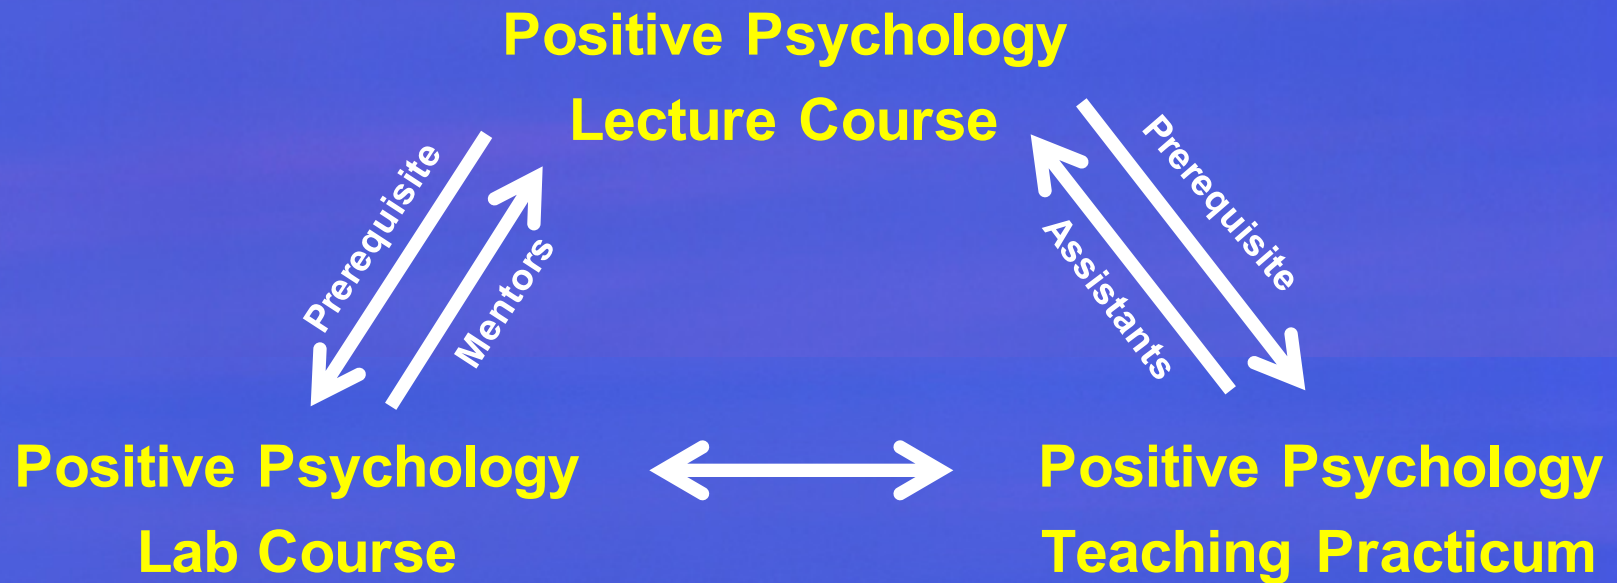 Positive Psychology
Lecture Course
Prerequisite
Mentors
Assistants
Prerequisite
Positive Psychology
Lab Course
Positive Psychology
Teaching Practicum